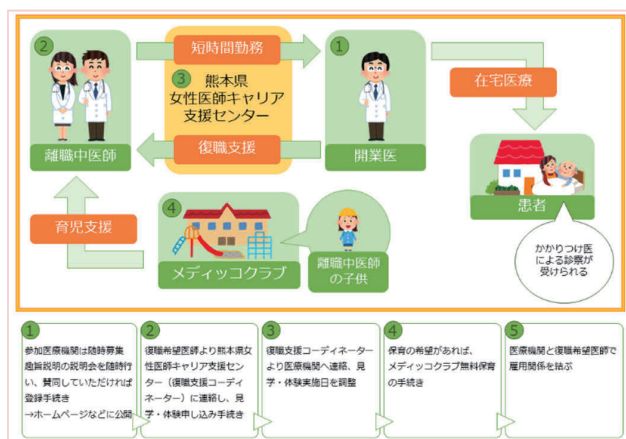 ②
短時間勤務
①
③ 熊本県
女性医師キャリア
支援センター
在宅医療
離職中医師
復職支援
開業医
④
育児支援
メディッコクラブ
離職中医師
の子供
患者
かかりつけ医
による診察が
受けられる
①
参加医療機関は随時募集
趣旨説明の説明会を随時行
い、賛同していただければ
登録手続き
→ホームページなどに公開
②
復職希望医師より熊本県女
性医師キャリア支援セン
ター（復職支援コーディ
ネーター）に連絡し、見
学・体験申し込み手続き
③
復職支援コーディネーター
より医療機関へ連絡、見
学・体験実施日を調整
④
保育の希望があれば、
メディッコクラブ無料保育
の手続き
⑤
医療機関と復職希望医師で
雇用関係を結ぶ